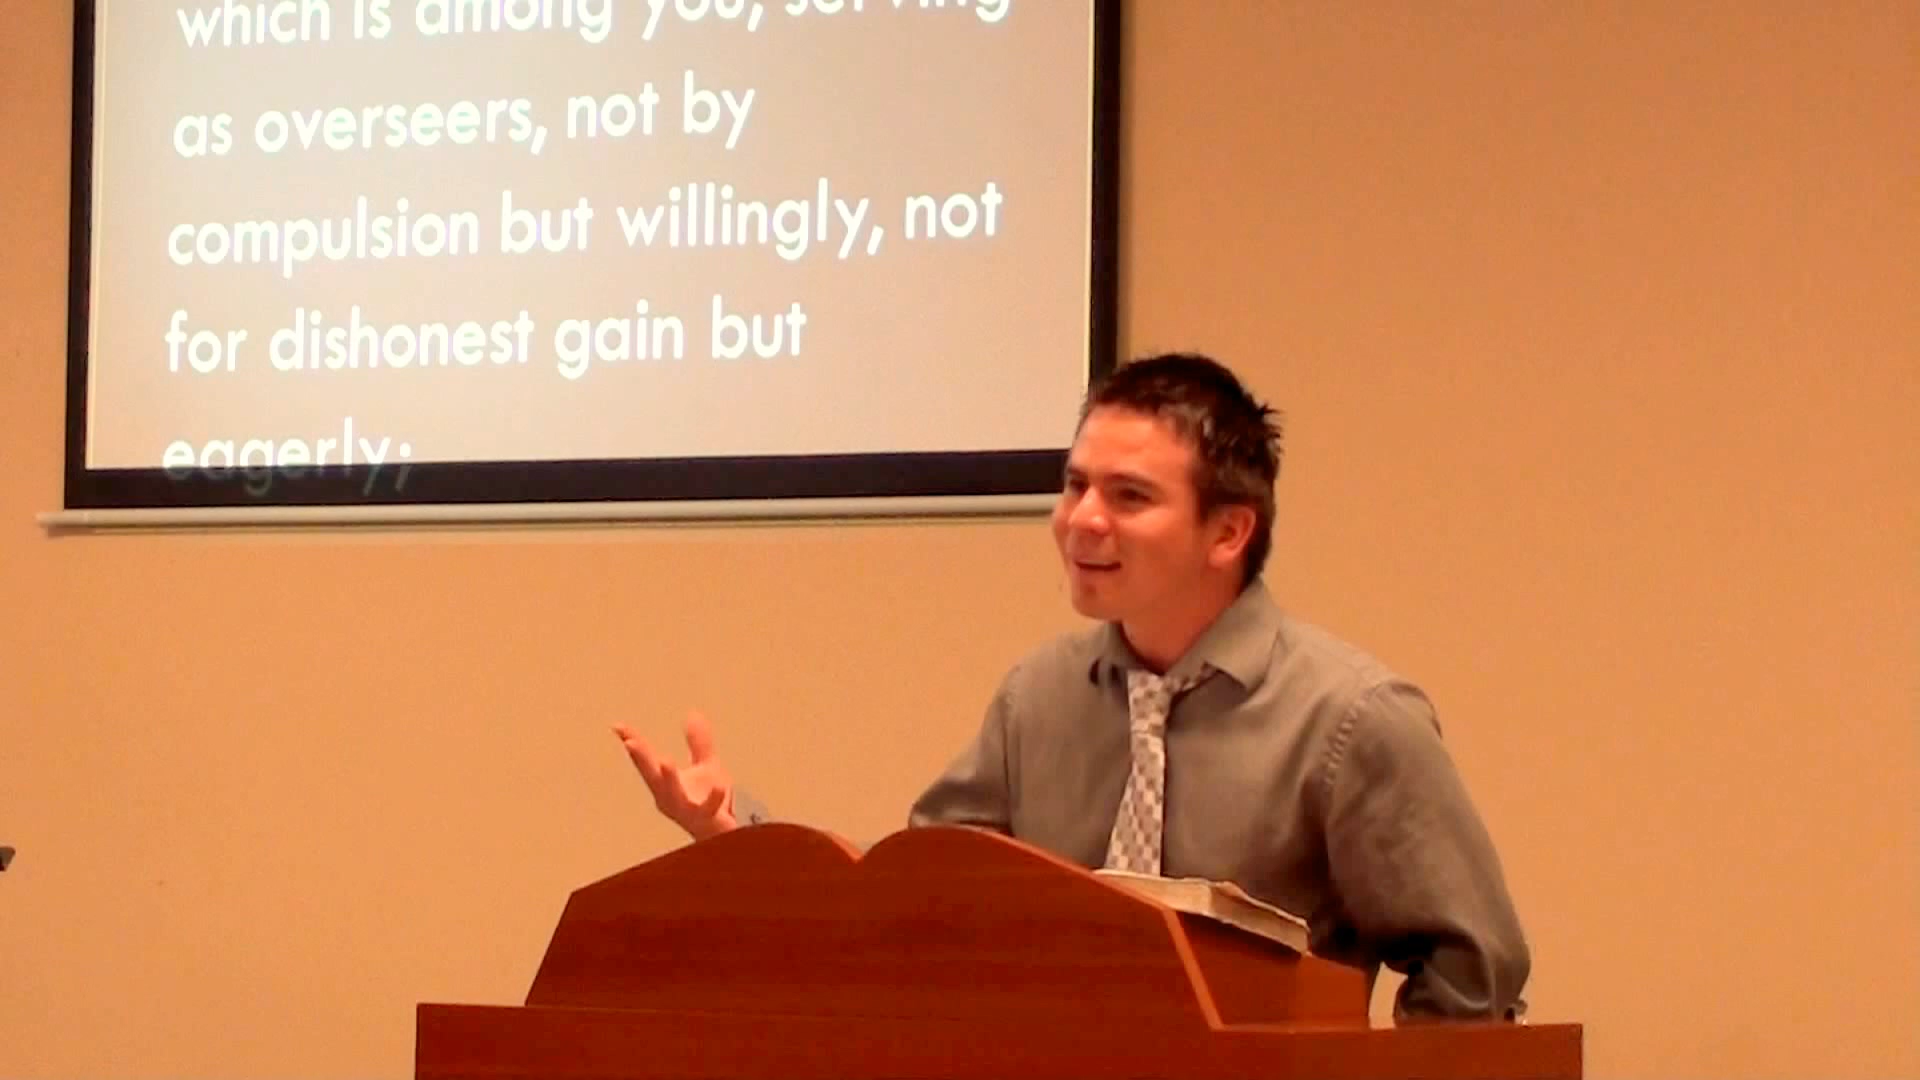 which is among you, serving
as overseers, not by
compulsion but willingly, not
for dishonest gain but
eagerly;